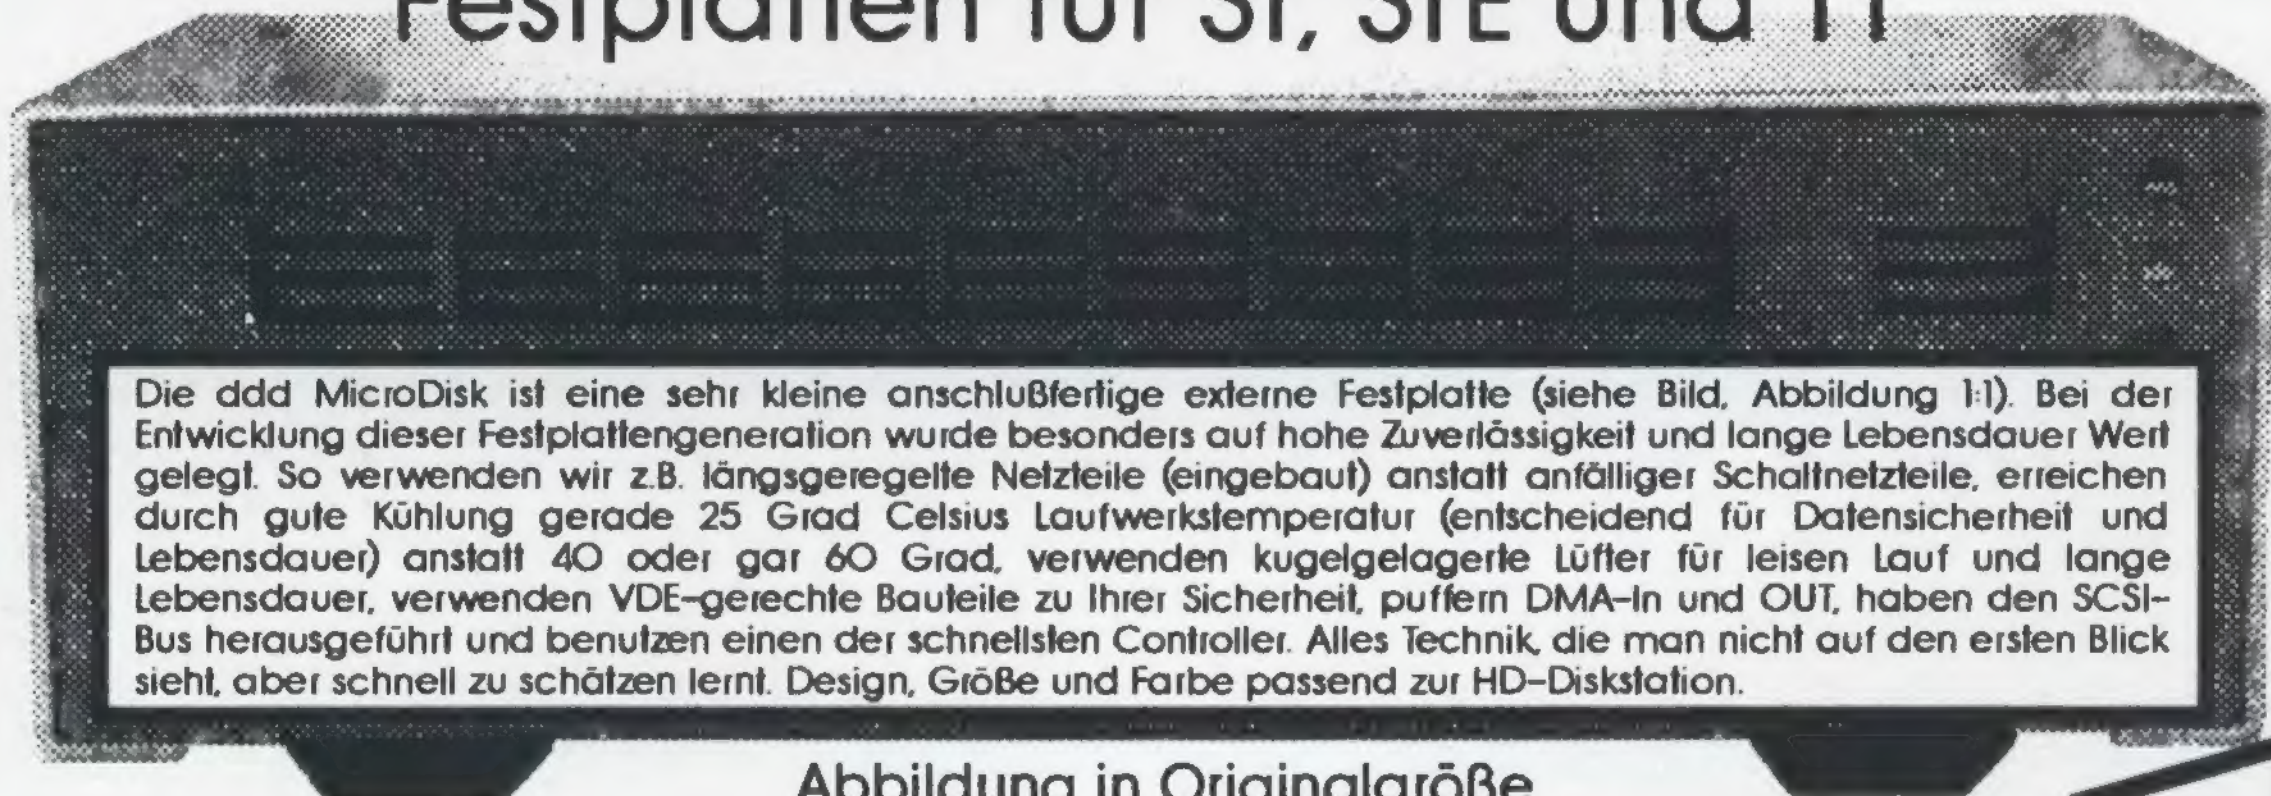 Festplatten für ST, STE und TT
Die ddd MicroDisk ist eine sehr kleine anschlußfertige externe Festplatte (siehe Bild, Abbildung 1:1). Bei der
Entwicklung dieser Festplattengeneration wurde besonders auf hohe Zuverlässigkeit und lange Lebensdauer Wert
gelegt. So verwenden wir z.B. längsgeregelte Netzteile (eingebaut) anstatt anfälliger Schaltnetzteile, erreichen
durch gute Kühlung gerade 25 Grad Celsius Laufwerkstemperatur (entscheidend für Datensicherheit und
Lebensdauer) anstatt 40 oder gar 60 Grad, verwenden kugelgelagerte Lüfter für leisen Lauf und lange
Lebensdauer, verwenden VDE-gerechte Bauteile zu Ihrer Sicherheit, puffern DMA-In und OUT, haben den SCSI-
Bus herausgeführt und benutzen einen der schnellsten Controller. Alles Technik, die man nicht auf den ersten Blick
sieht, aber schnell zu schätzen lernt. Design, Größe und Farbe passend zur HD-Diskstation.
Abbildung in Originalgröße